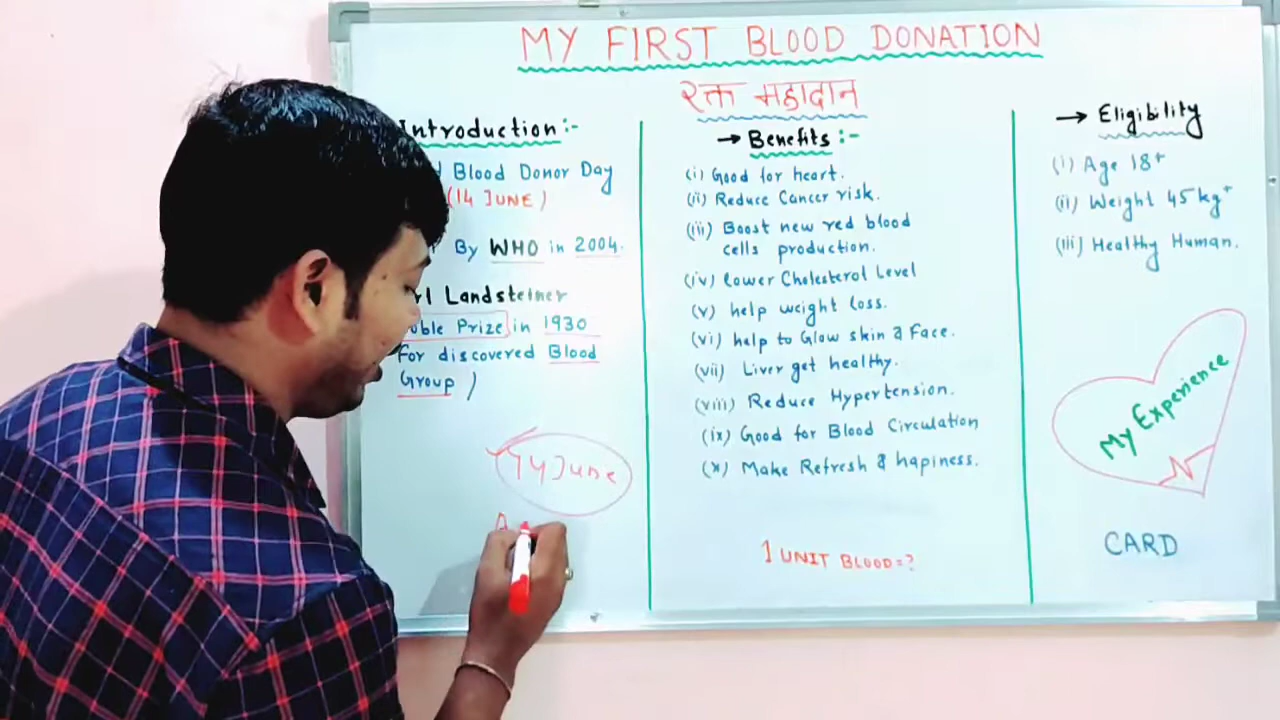 MY FIRST BLOOD DONATION
रक्त महादान
Introduction :-
Blood Donor Day
(14 JUNE)
By WHO in 2004.
Landsteiner
Prize in 1930
For discovered Blood
Group )
14 June
A
→ Benefits :-
(i) Good for heart.
(ii) Reduce Cancer risk.
(iii) Boost new red blood
cells production.
(iv) lower Cholesterol Level
(v) help weight loss.
(vi) help to Glow skin & Face.
(vii) Liver get healthy.
(viii) Reduce Hypertension.
(ix) Good for Blood Circulation
(x) Make Refresh & hapiness.
1 UNIT BLOOD = ?
→ Eligibility
(i) Age 18+
(ii) Weight 45 kg+
(iii) Healthy Human.
My Experience
CARD